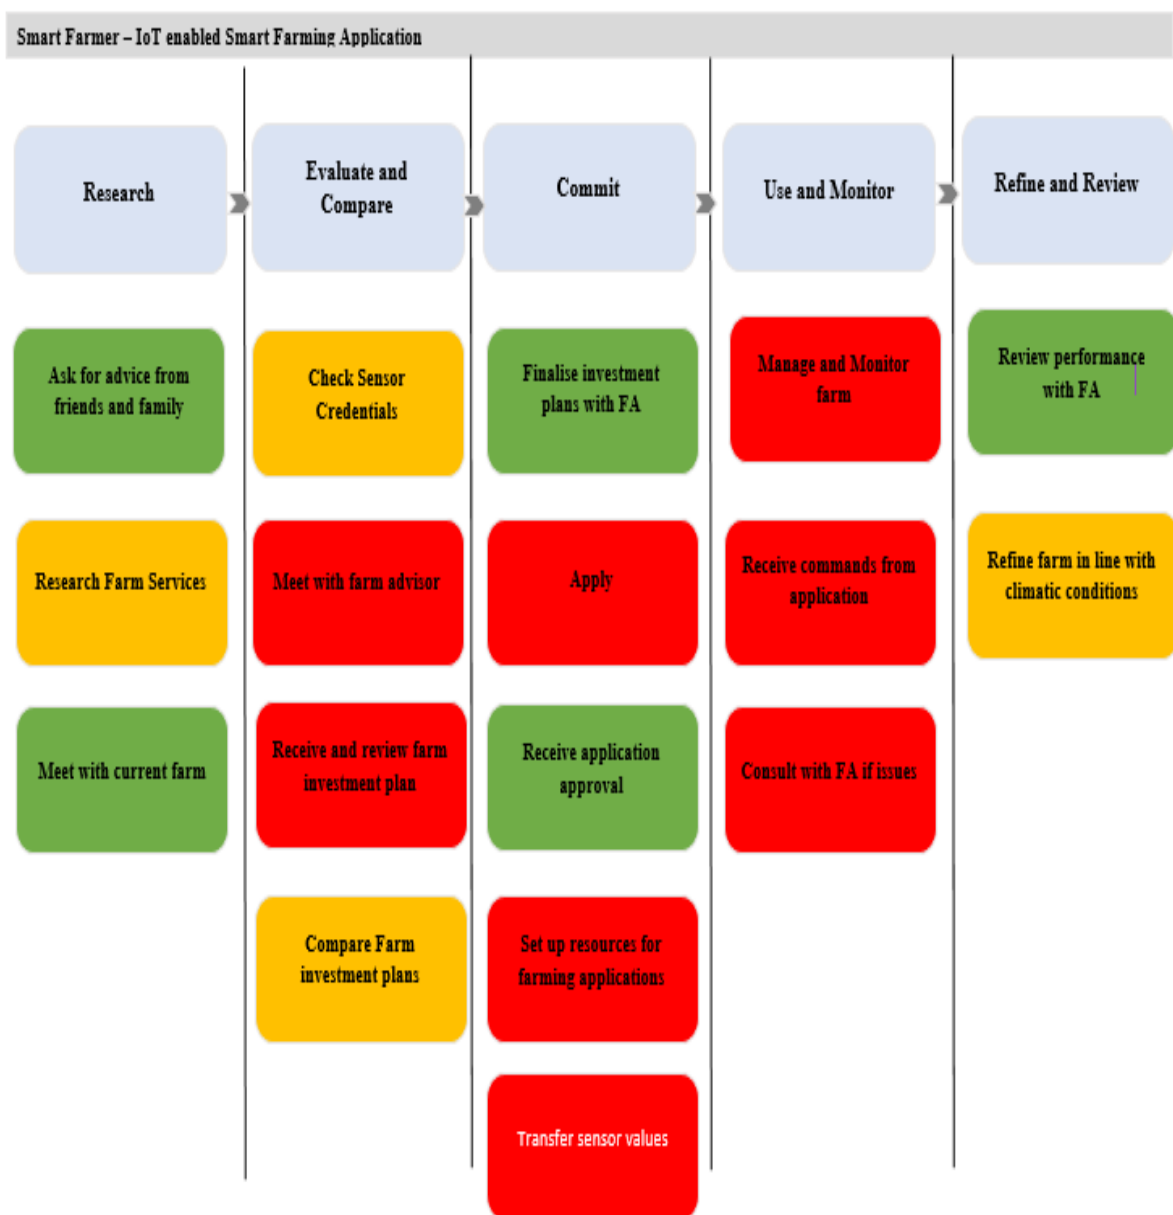 Smart Farmer – IoT enabled Smart Farming Application
Research
Evaluate and
Compare
Commit
Use and Monitor
Refine and Review
Ask for advice from
friends and family
Research Farm Services
Meet with current farm
Check Sensor
Credentials
Meet with farm advisor
Receive and review farm
investment plan
Compare Farm
investment plans
Finalise investment
plans with FA
Apply
Receive application
approval
Set up resources for
farming applications
Transfer sensor values
Manage and Monitor
farm
Receive commands from
application
Consult with FA if issues
Review performance
with FA
Refine farm in line with
climatic conditions